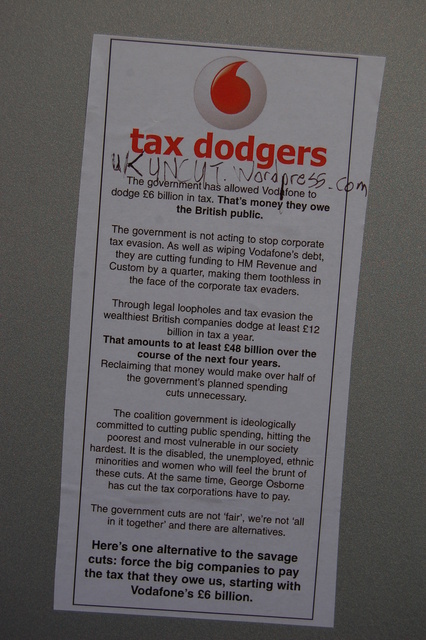 tax dodgers
uKUNCUT.Wordpress.com
The government has allowed Vodafone to
dodge £6 billion in tax. That's money they owe
the British public.
The government is not acting to stop corporate
tax evasion. As well as wiping Vodafone's debt,
they are cutting funding to HM Revenue and
Custom by a quarter, making them toothless in
the face of the corporate tax evaders.
Through legal loopholes and tax evasion the
wealthiest British companies dodge at least £12
billion in tax a year.
That amounts to at least £48 billion over the
course of the next four years.
Reclaiming that money would make over half of
the government's planned spending
cuts unnecessary.
The coalition government is ideologically
committed to cutting public spending, hitting the
poorest and most vulnerable in our society
hardest. It is the disabled, the unemployed, ethnic
minorities and women who will feel the brunt of
these cuts. At the same time, George Osborne
has cut the tax corporations have to pay.
The government cuts are not 'fair', we're not 'all
in it together' and there are alternatives.
Here's one alternative to the savage
cuts: force the big companies to pay
the tax that they owe us, starting with
Vodafone's £6 billion.